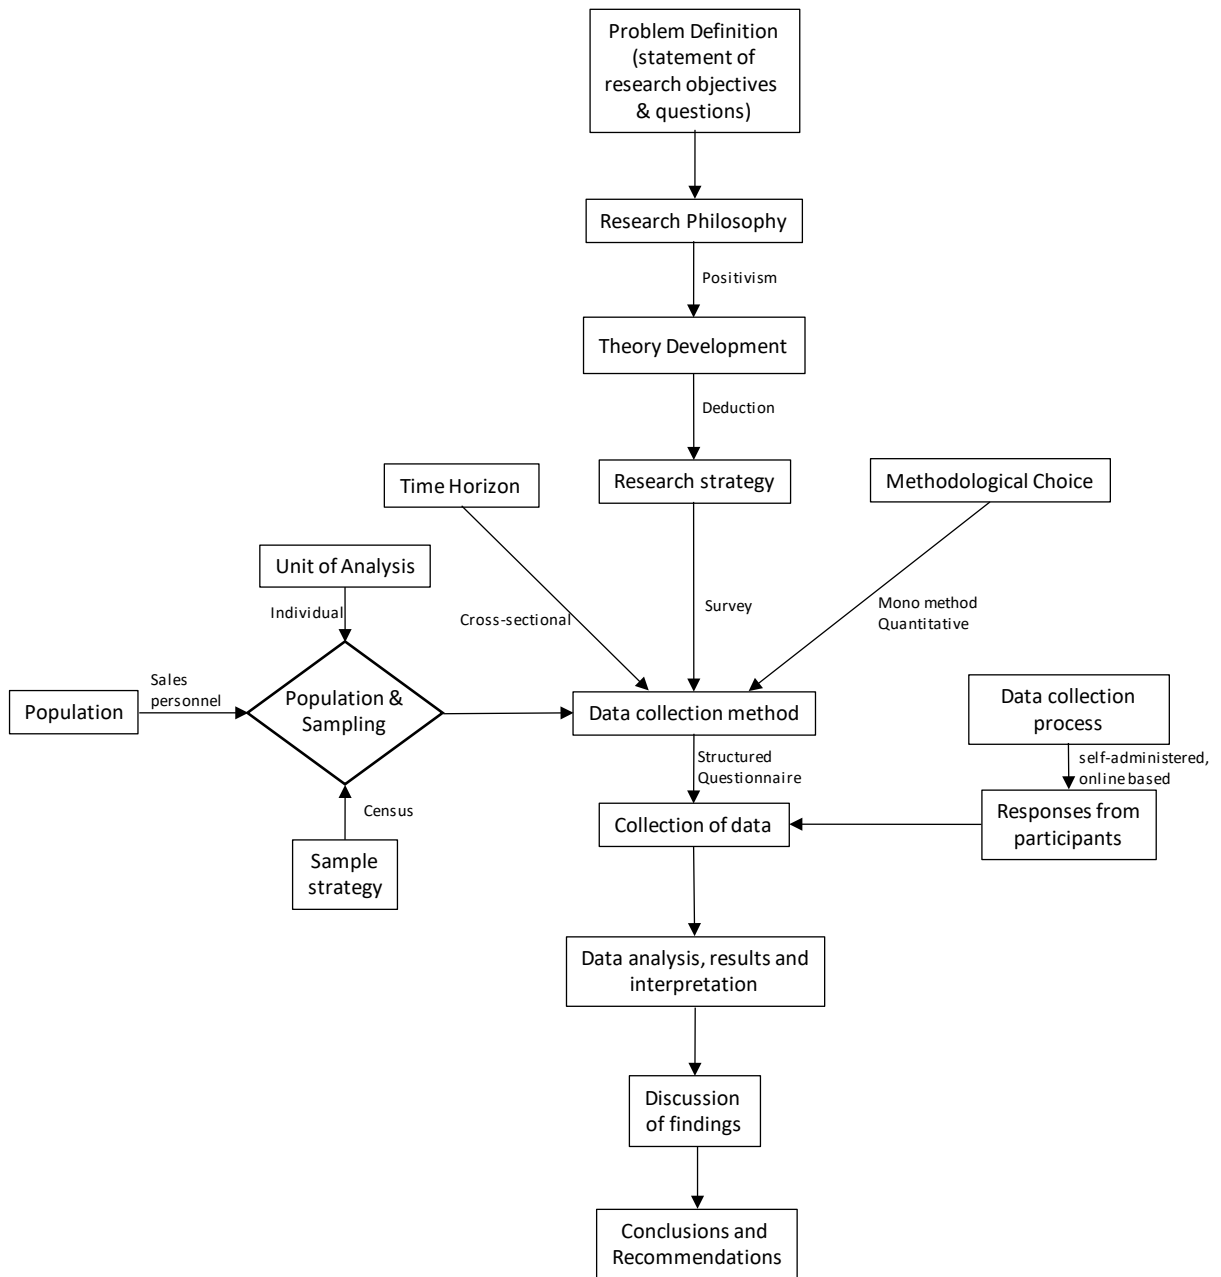 Problem Definition
(statement of
research objectives
& questions)
Research Philosophy
Positivism
Theory Development
Deduction
Time Horizon
Research strategy
Methodological Choice
Unit of Analysis
Individual
Cross-sectional
Survey
Mono method
Quantitative
Population
Sales
personnel
Population &
Sampling
Data collection method
Data collection
process
Structured
Questionnaire
self-administered,
online based
Census
Collection of data
Responses from
participants
Sample
strategy
Data analysis, results and
interpretation
Discussion
of findings
Conclusions and
Recommendations